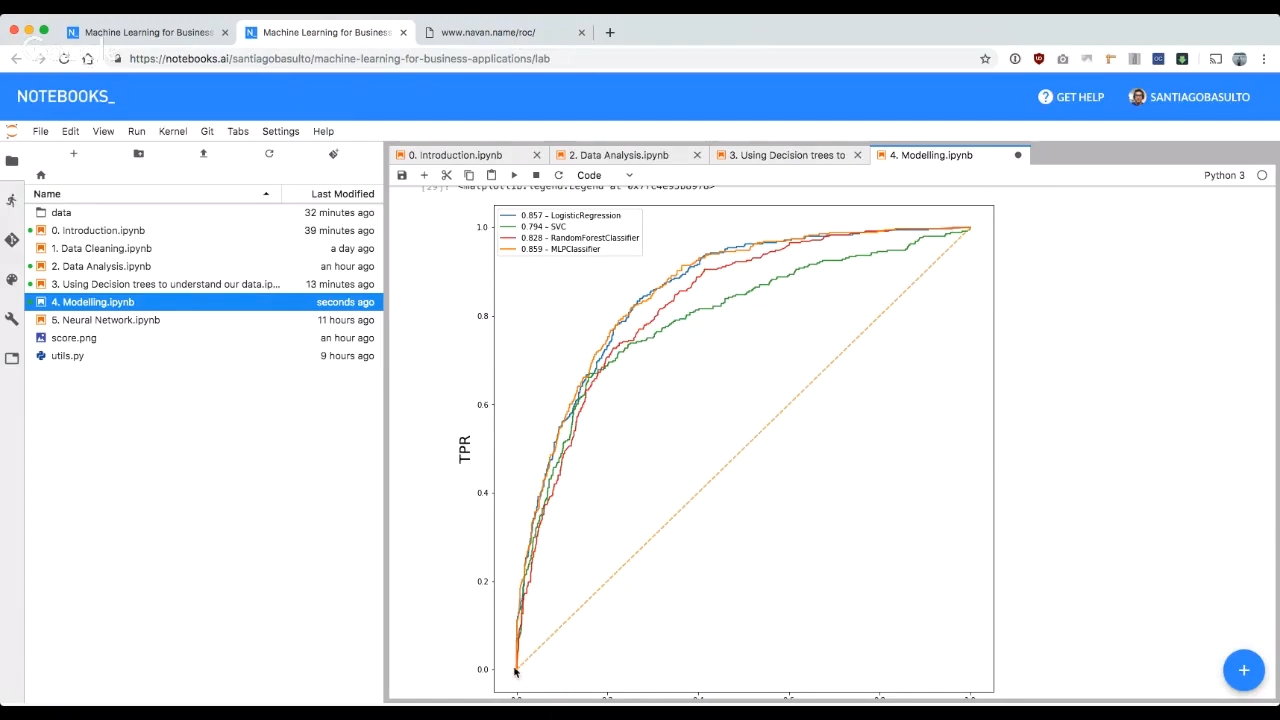 Machine Learning for Business
Machine Learning for Business
www.navan.name/roc/
https://notebooks.ai/santiagobasulto/machine-learning-for-business-applications/lab
NOTEBOOKS_
GET HELP
SANTIAGOBASULTO
File Edit View Run Kernel Git Tabs Settings Help
0. Introduction.ipynb
2. Data Analysis.ipynb
3. Using Decision trees to
4. Modelling.ipynb
Code
Python 3
Name Last Modified
data 32 minutes ago
0. Introduction.ipynb 39 minutes ago
1. Data Cleaning.ipynb a day ago
2. Data Analysis.ipynb an hour ago
3. Using Decision trees to understand our data.ip... 13 minutes ago
4. Modelling.ipynb seconds ago
5. Neural Network.ipynb 11 hours ago
score.png an hour ago
utils.py 9 hours ago
0.857 - LogisticRegression
0.794 - SVC
0.828 - RandomForestClassifier
0.859 - MLPClassifier
1.0
0.8
0.6
TPR
0.4
0.2
0.0